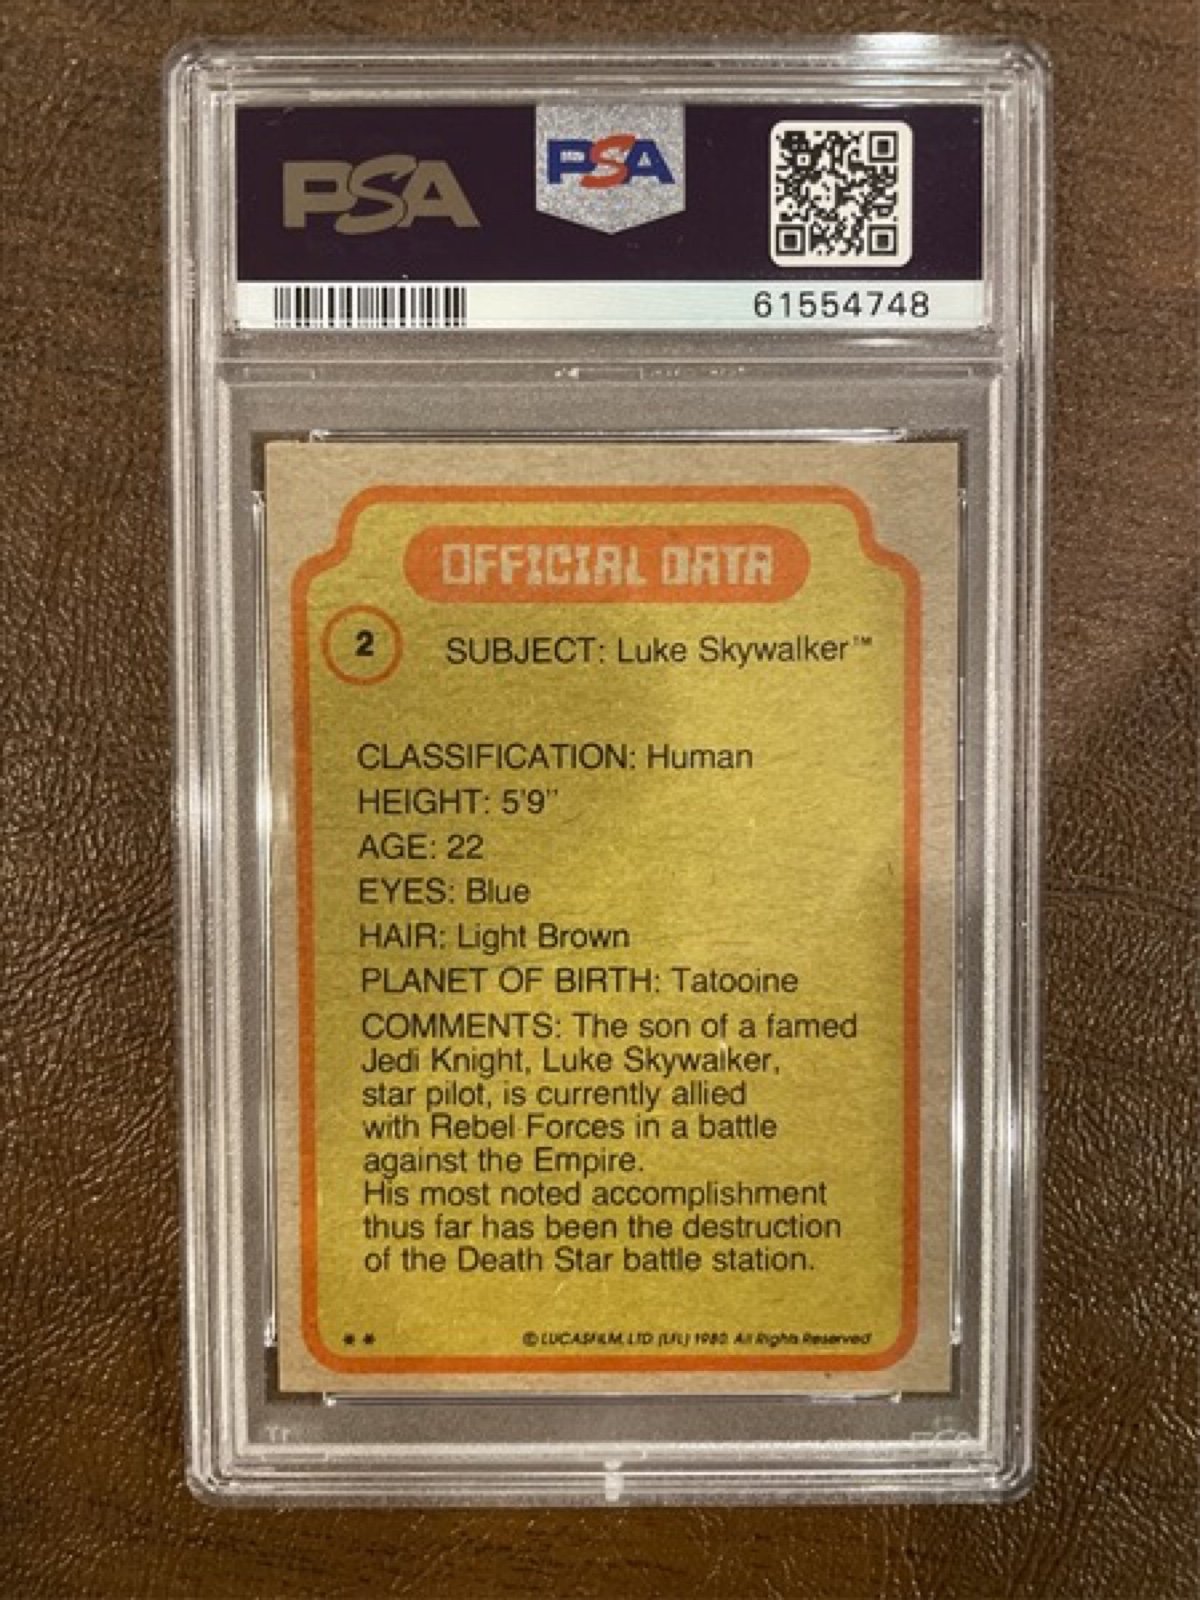 PSA
PSA
61554748
OFFICIAL DATA
2
SUBJECT: Luke Skywalker™
CLASSIFICATION: Human
HEIGHT: 5'9"
AGE: 22
EYES: Blue
HAIR: Light Brown
PLANET OF BIRTH: Tatooine
COMMENTS: The son of a famed
Jedi Knight, Luke Skywalker,
star pilot, is currently allied
with Rebel Forces in a battle
against the Empire.
His most noted accomplishment
thus far has been the destruction
of the Death Star battle station.
** © LUCASFILM, LTD (LFL) 1980. All Rights Reserved